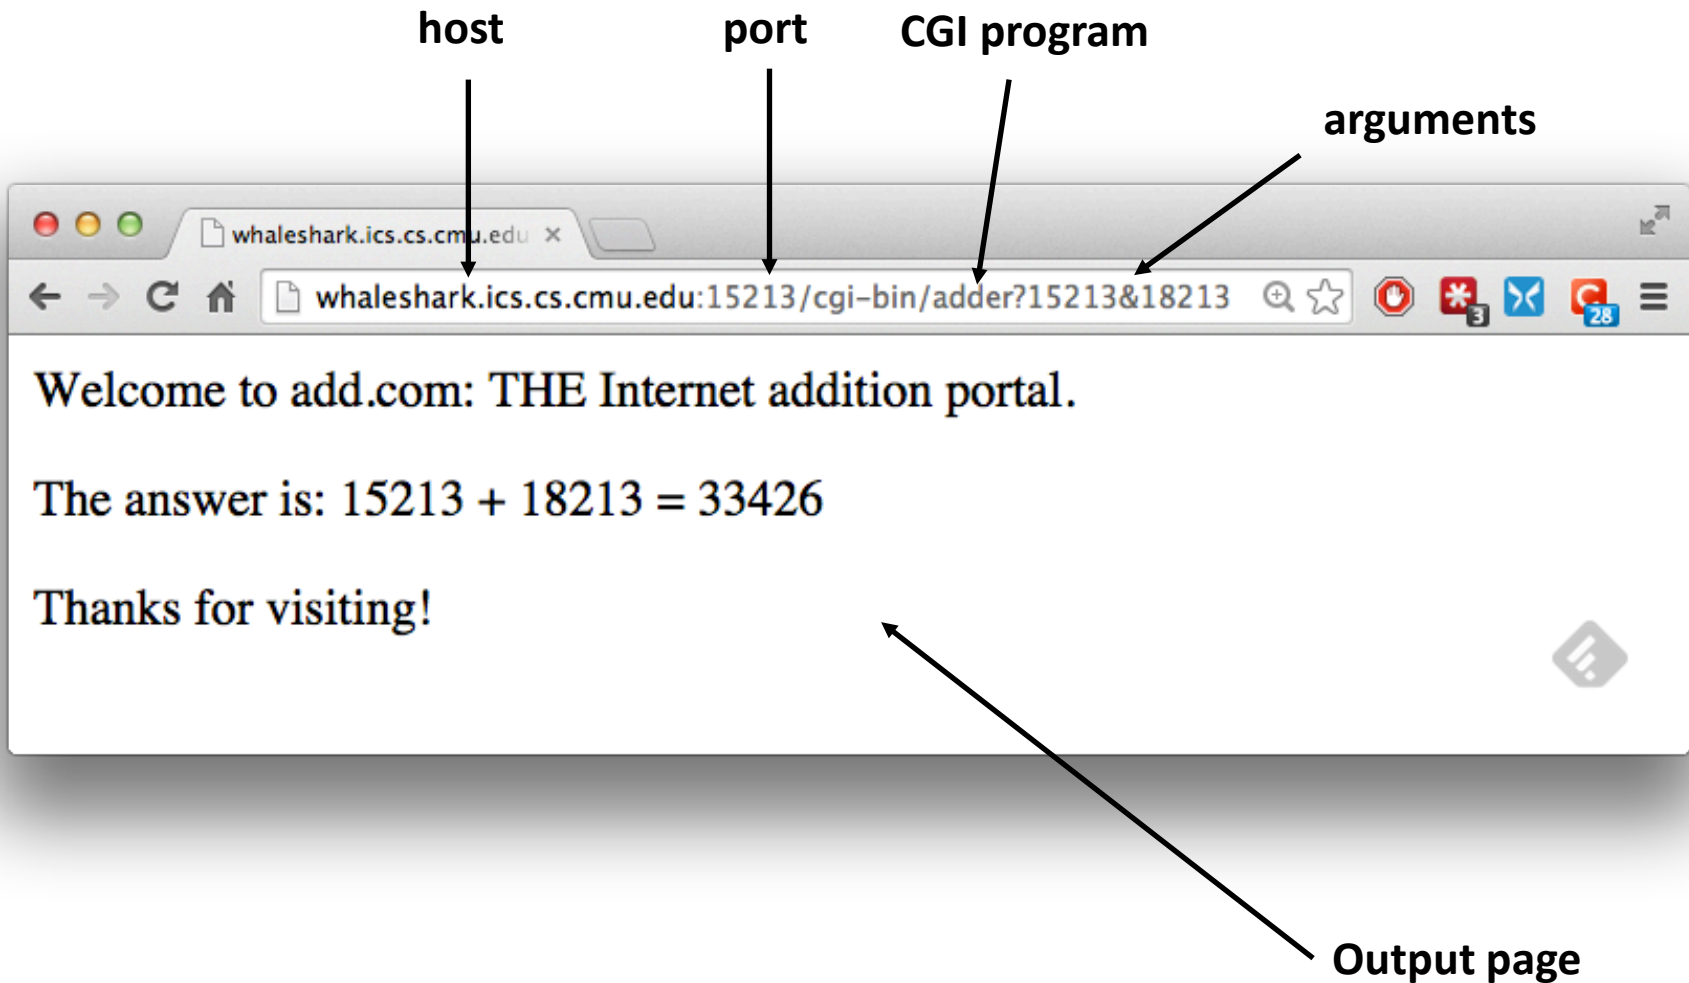 host
port
CGI program
arguments
whaleshark.ics.cs.cmu.edu
whaleshark.ics.cs.cmu.edu:15213/cgi-bin/adder?15213&18213
3
28
Welcome to add.com: THE Internet addition portal.
The answer is: 15213 + 18213 = 33426
Thanks for visiting!
Output page